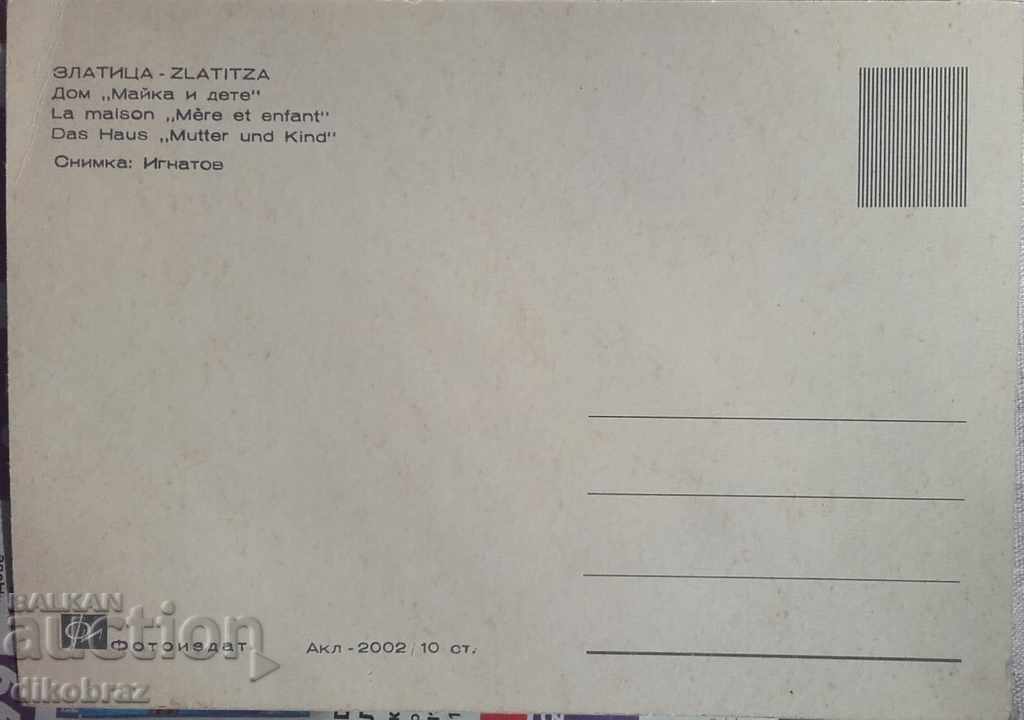 ЗЛАТИЦА - ZLATITZA
Дом „Майка и дете"
La maison „Mère et enfant"
Das Haus „Mutter und Kind"
Снимка: Игнатов
BALKAN
auction
ФИ Фотоиздат
Акл - 2002 / 10 ст.
dikobraz